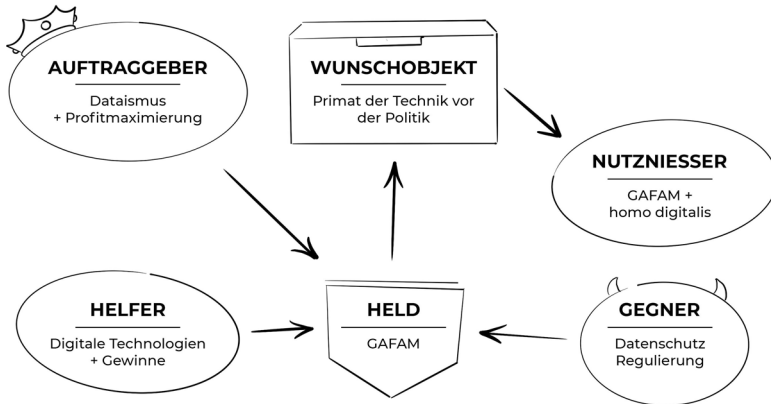 AUFTRAGGEBER
Dataismus
+ Profitmaximierung
WUNSCHOBJEKT
Primat der Technik vor
der Politik
NUTZNIESSER
GAFAM +
homo digitalis
HELFER
Digitale Technologien
+ Gewinne
HELD
GAFAM
GEGNER
Datenschutz
Regulierung